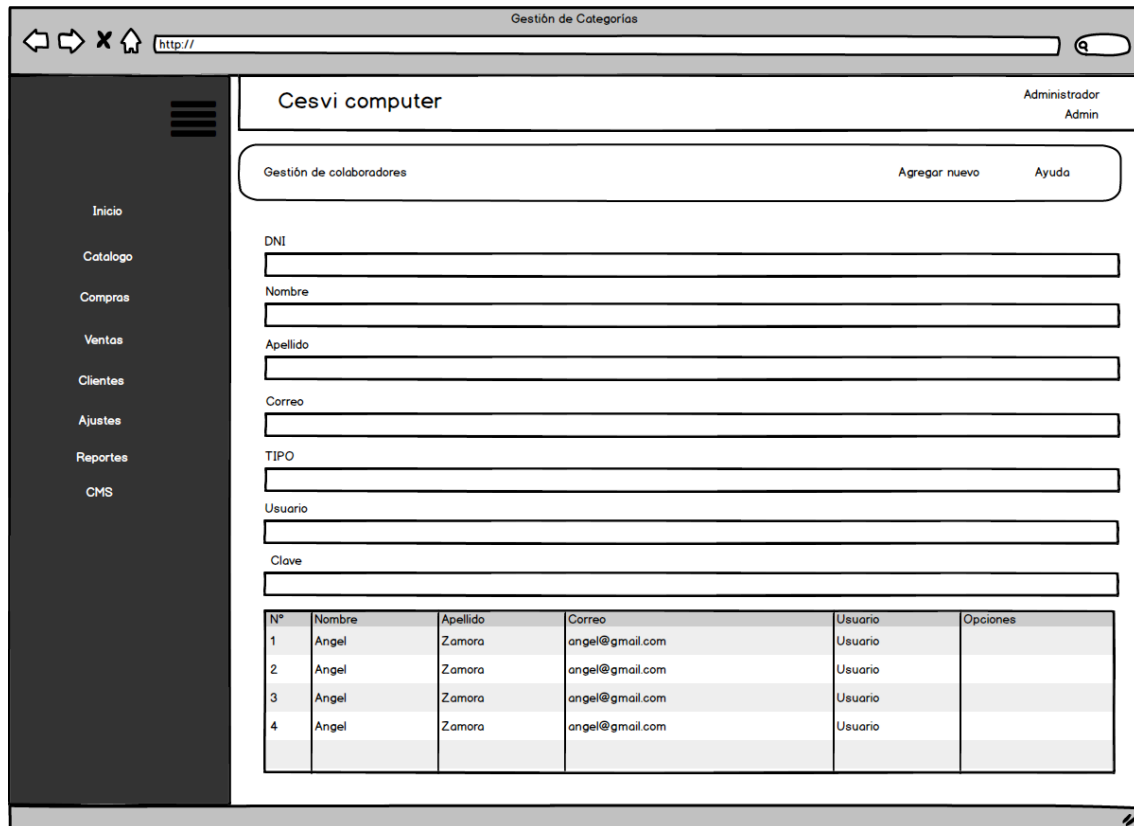 Gestión de Categorías
http://
Cesvi computer
Administrador
Admin
Gestión de colaboradores Agregar nuevo Ayuda
Inicio
Catalogo
Compras
Ventas
Clientes
Ajustes
Reportes
CMS
DNI
Nombre
Apellido
Correo
TIPO
Usuario
Clave
N° Nombre Apellido Correo Usuario Opciones
1 Angel Zamora angel@gmail.com Usuario
2 Angel Zamora angel@gmail.com Usuario
3 Angel Zamora angel@gmail.com Usuario
4 Angel Zamora angel@gmail.com Usuario